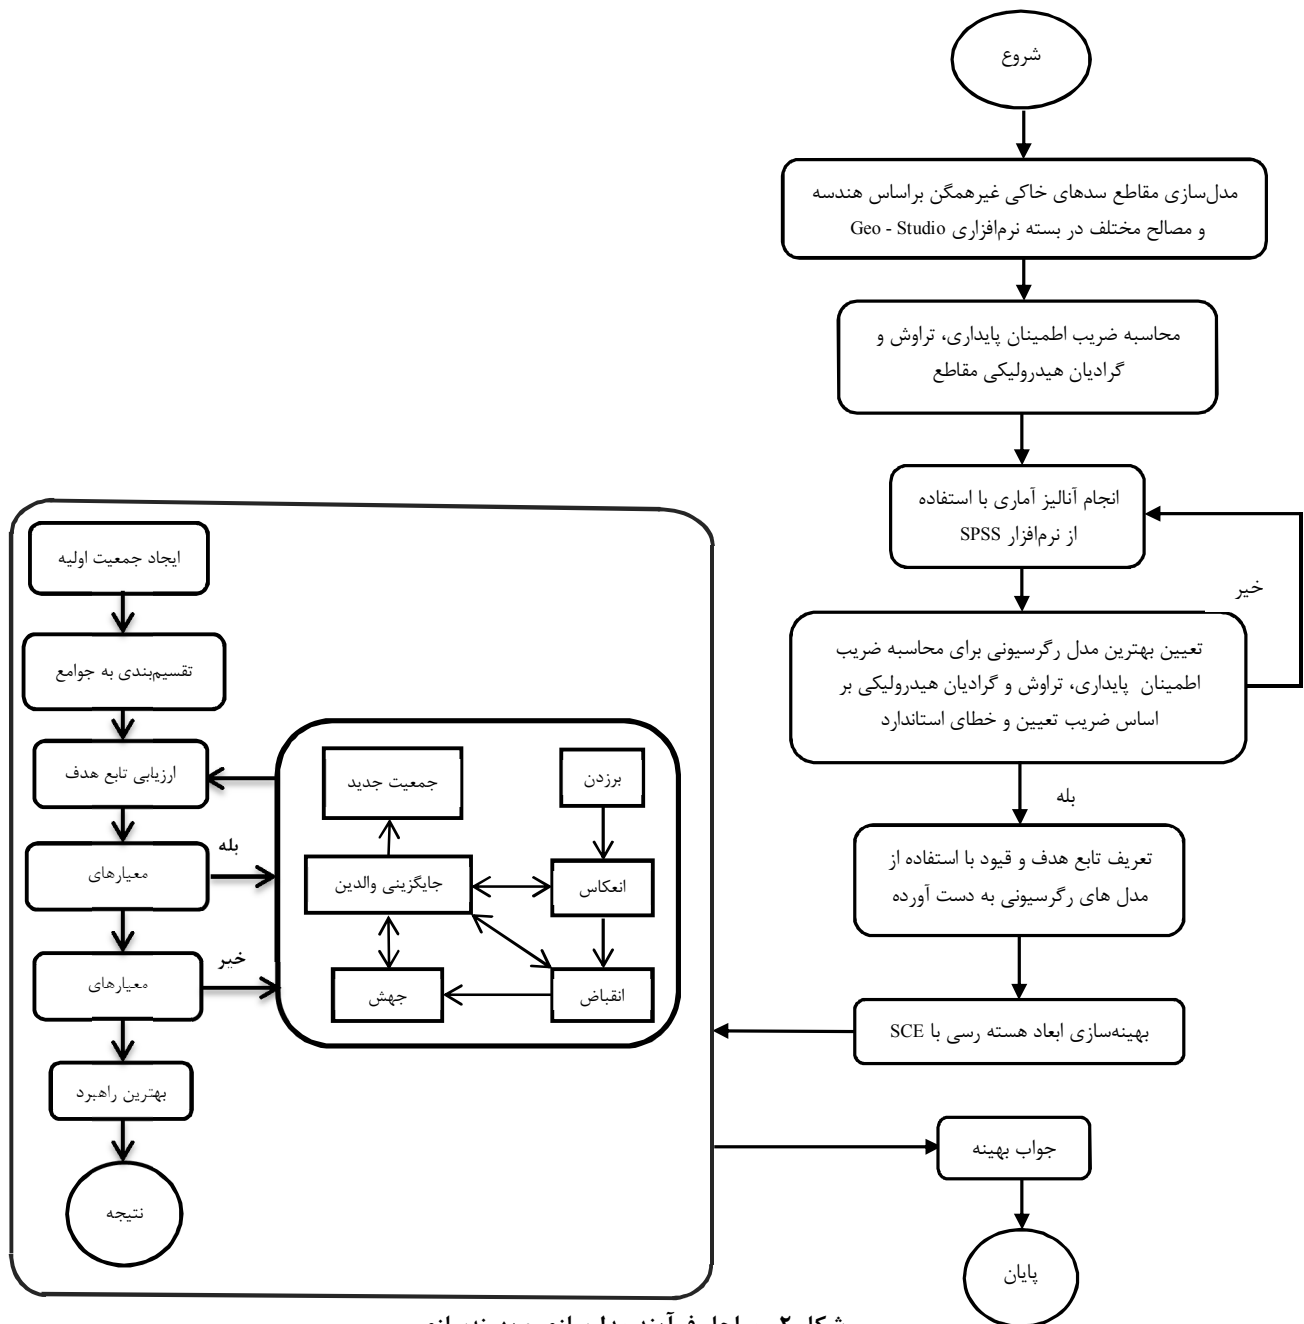 شروع
مدل‌سازی مقاطع سدهای خاکی غیرهمگن براساس هندسه
و مصالح مختلف در بسته نرم‌افزاری Geo - Studio
محاسبه ضریب اطمینان پایداری، تراوش و
گرادیان هیدرولیکی مقاطع
انجام آنالیز آماری با استفاده
از نرم‌افزار SPSS
خیر
تعیین بهترین مدل رگرسیونی برای محاسبه ضریب
اطمینان پایداری، تراوش و گرادیان هیدرولیکی بر
اساس ضریب تعیین و خطای استاندارد
بله
تعریف تابع هدف و قیود با استفاده از
مدل های رگرسیونی به دست آورده
بهینه‌سازی ابعاد هسته رسی با SCE
جواب بهینه
پایان
ایجاد جمعیت اولیه
تقسیم‌بندی به جوامع
ارزیابی تابع هدف
معیارهای
بله
معیارهای
خیر
بهترین راهبرد
نتیجه
برزدن
جمعیت جدید
انعکاس
جایگزینی والدین
انقباض
جهش